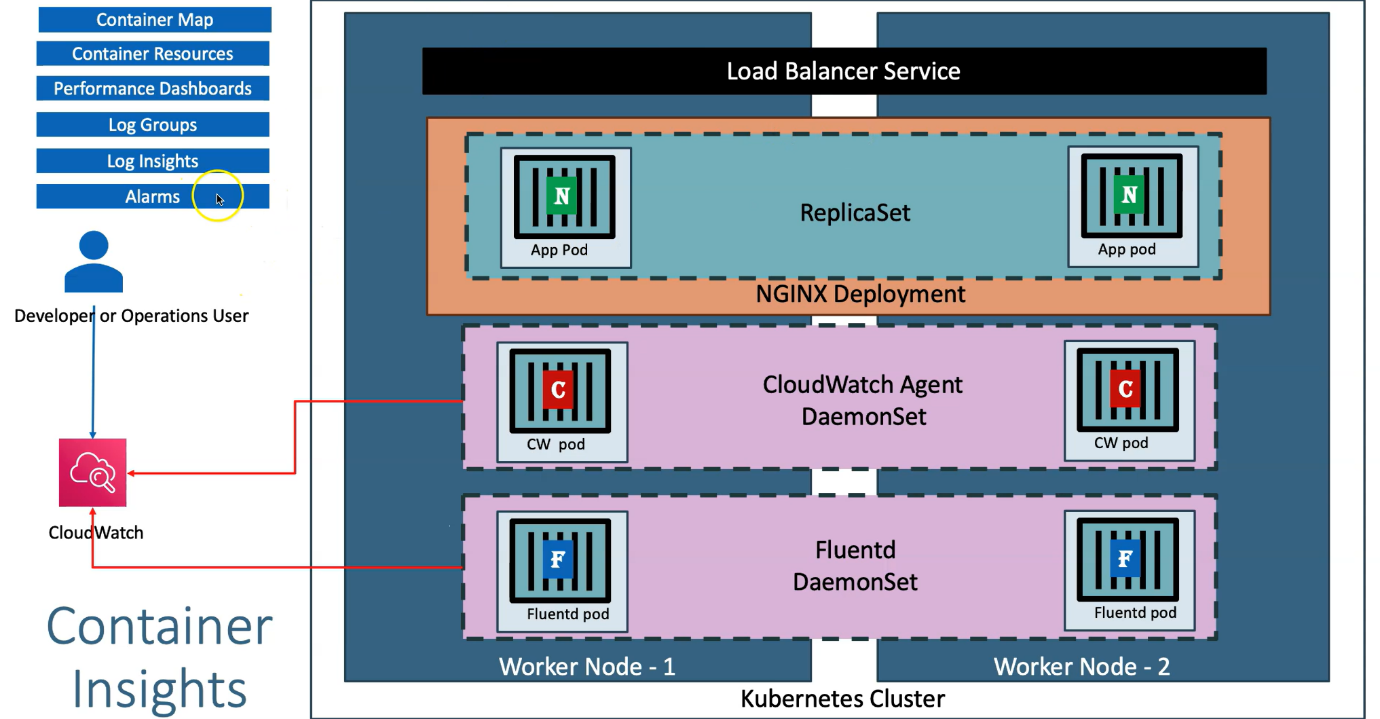 Container Map
Container Resources
Performance Dashboards
Log Groups
Log Insights
Alarms
Developer or Operations User
CloudWatch
Container
Insights
Load Balancer Service
N
App Pod
ReplicaSet
N
App pod
NGINX Deployment
C
CW pod
CloudWatch Agent
DaemonSet
C
CW pod
F
Fluentd pod
Fluentd
DaemonSet
F
Fluentd pod
Worker Node - 1
Worker Node - 2
Kubernetes Cluster